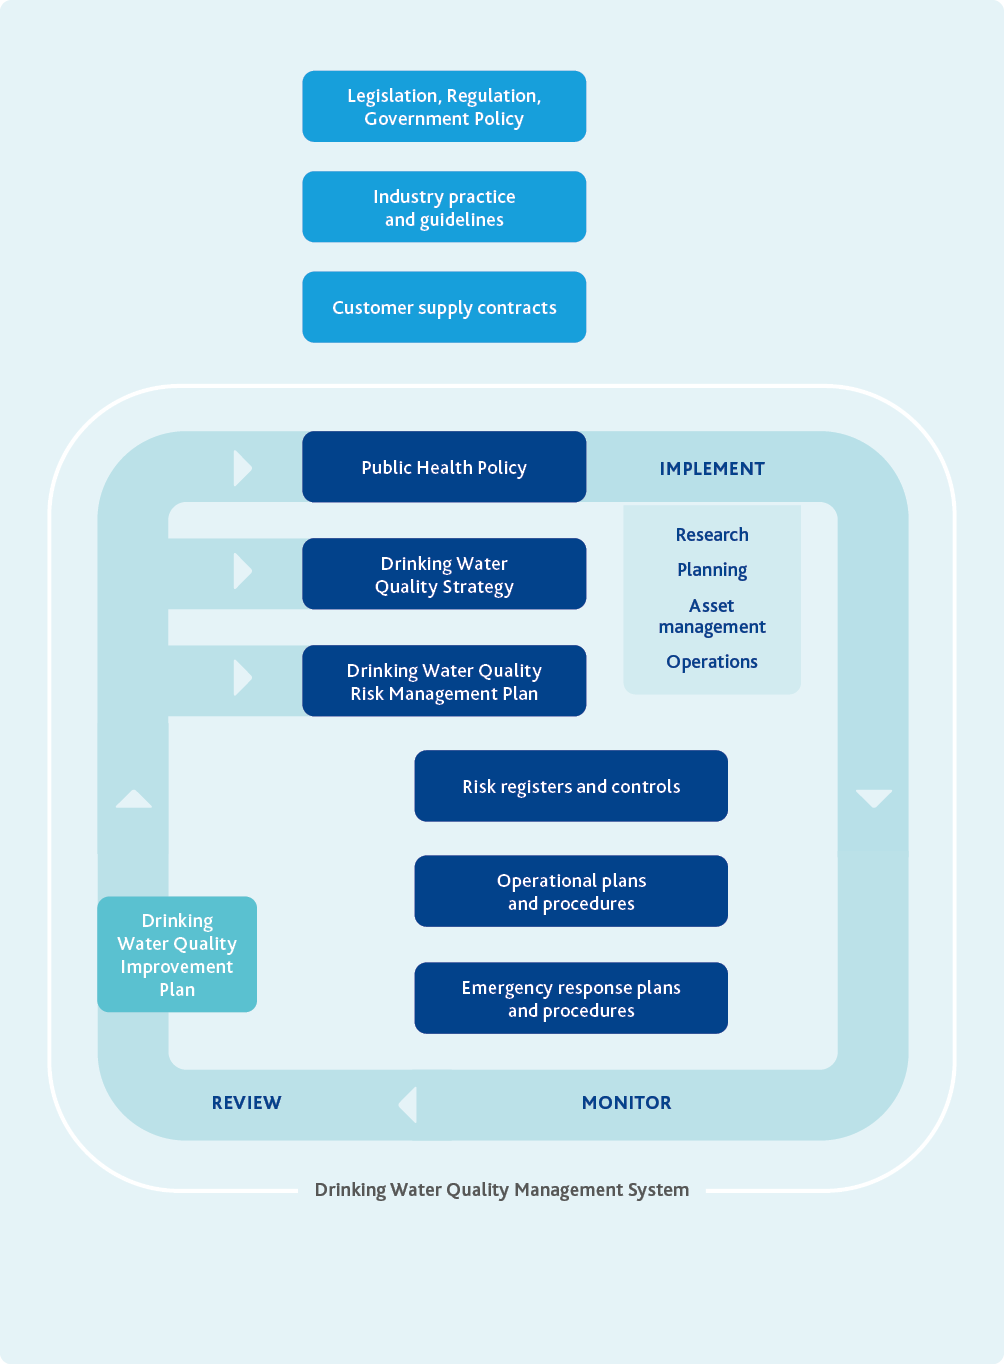 Legislation, Regulation,
Government Policy
Industry practice
and guidelines
Customer supply contracts
Public Health Policy
IMPLEMENT
Research
Planning
Asset
management
Operations
Drinking Water
Quality Strategy
Drinking Water Quality
Risk Management Plan
Risk registers and controls
Operational plans
and procedures
Emergency response plans
and procedures
Drinking
Water Quality
Improvement
Plan
REVIEW
MONITOR
Drinking Water Quality Management System